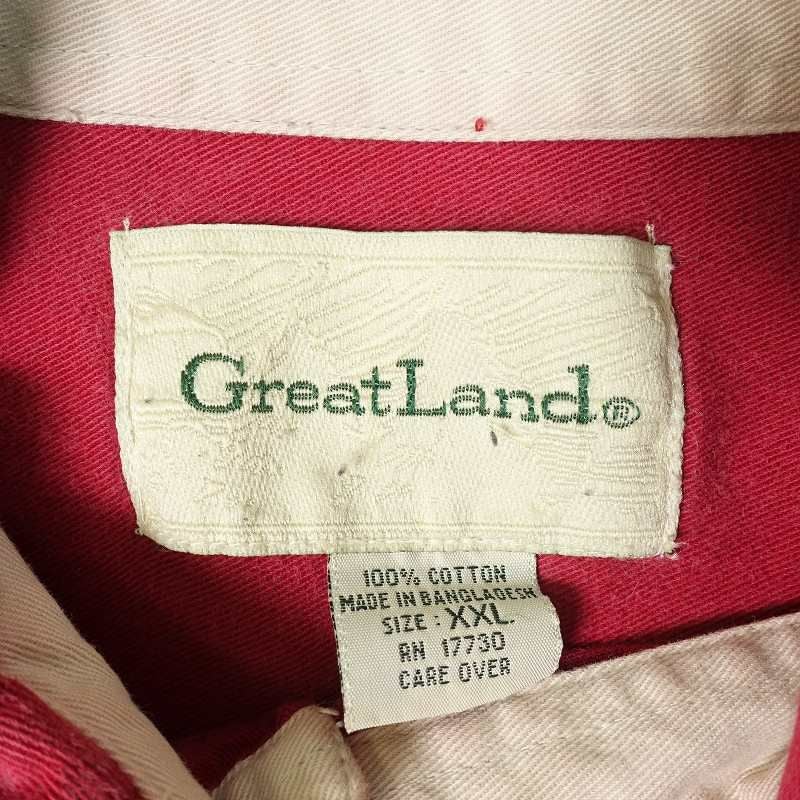 GreatLand®
100% COTTON
MADE IN BANGLADESH
SIZE : XXL.
RN 17730
CARE OVER